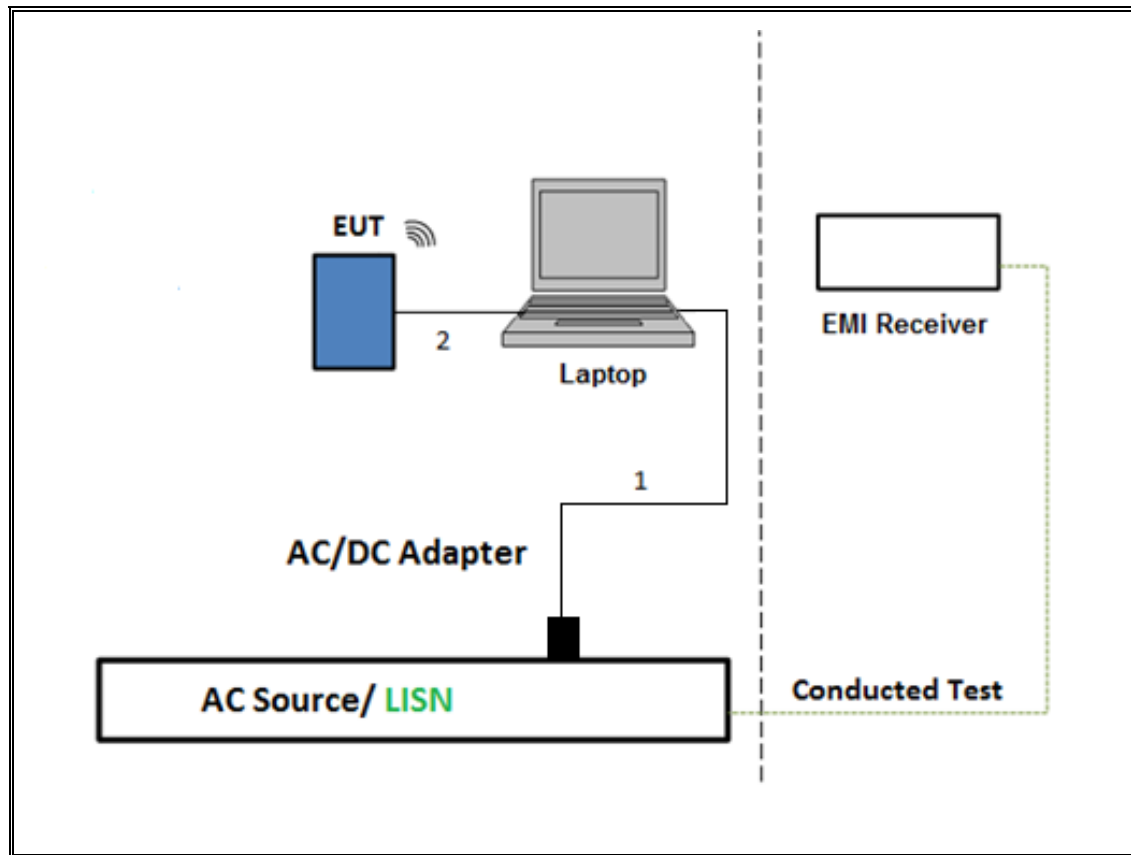 EUT
2
Laptop
EMI Receiver
1
AC/DC Adapter
AC Source/ LISN
Conducted Test